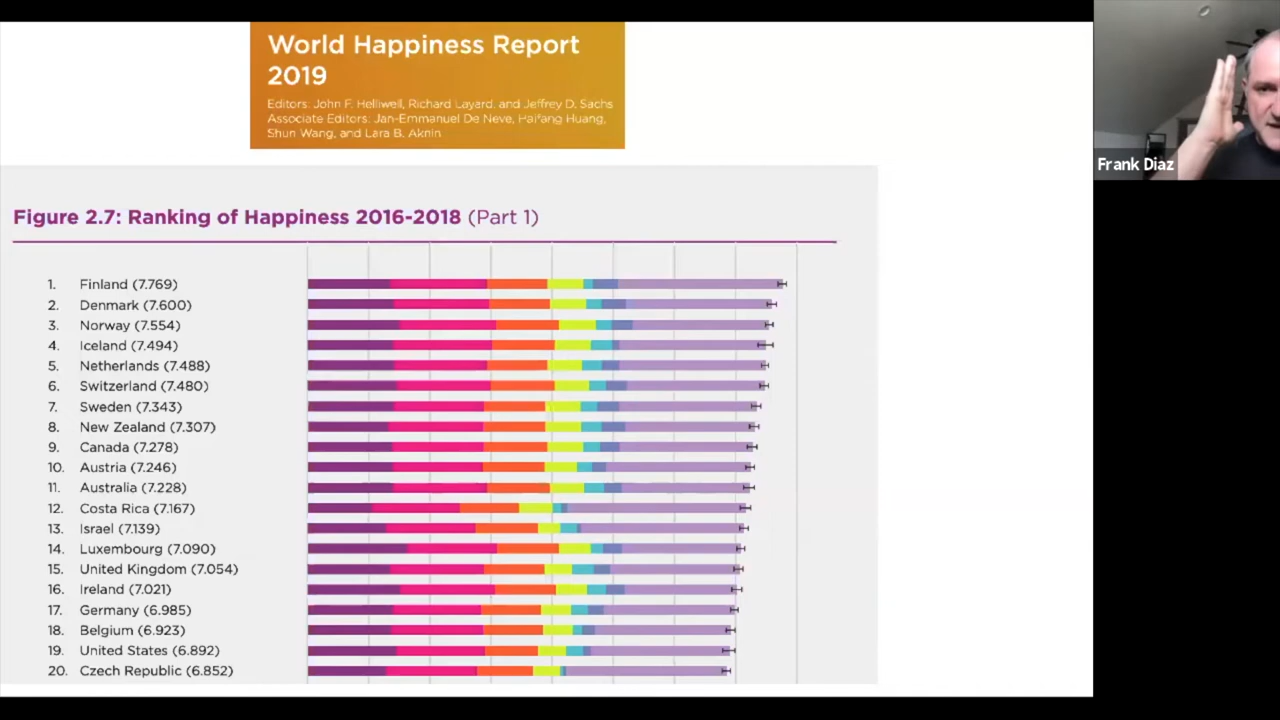 World Happiness Report
2019
Editors: John F. Helliwell, Richard Layard, and Jeffrey D. Sachs
Associate Editors: Jan-Emmanuel De Neve, Haifang Huang,
Shun Wang, and Lara B. Aknin
Frank Diaz
Figure 2.7: Ranking of Happiness 2016-2018 (Part 1)
1. Finland (7.769)
2. Denmark (7.600)
3. Norway (7.554)
4. Iceland (7.494)
5. Netherlands (7.488)
6. Switzerland (7.480)
7. Sweden (7.343)
8. New Zealand (7.307)
9. Canada (7.278)
10. Austria (7.246)
11. Australia (7.228)
12. Costa Rica (7.167)
13. Israel (7.139)
14. Luxembourg (7.090)
15. United Kingdom (7.054)
16. Ireland (7.021)
17. Germany (6.985)
18. Belgium (6.923)
19. United States (6.892)
20. Czech Republic (6.852)